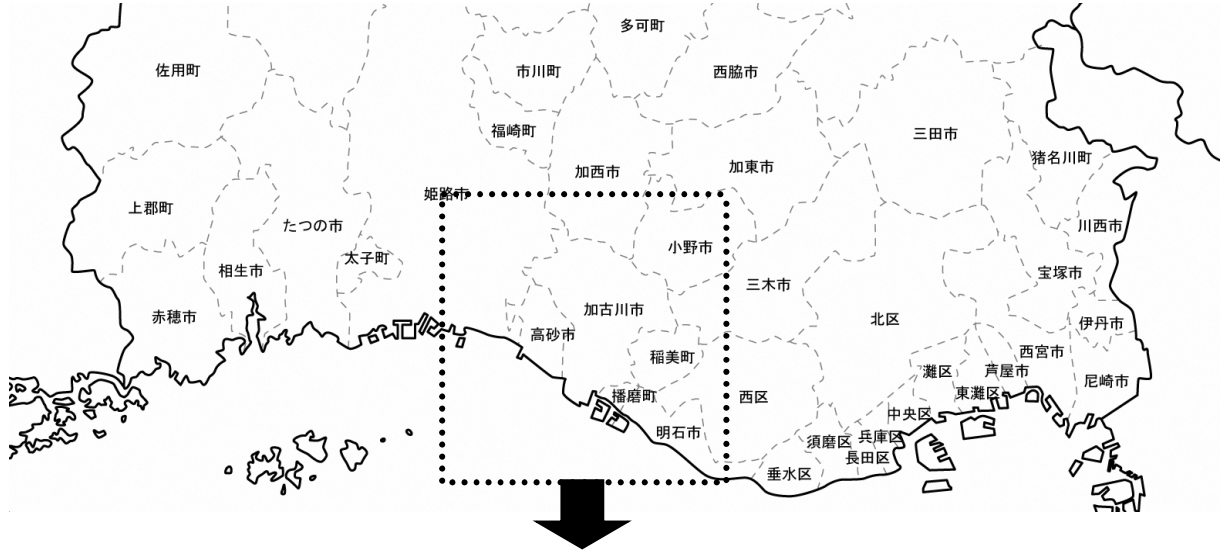 多可町
佐用町
市川町
西脇市
福崎町
三田市
猪名川町
加西市
加東市
姫路市
上郡町
たつの市
川西市
小野市
太子町
相生市
宝塚市
三木市
赤穂市
加古川市
北区
伊丹市
高砂市
稲美町
西宮市
灘区
芦屋市
尼崎市
東灘区
播磨町
西区
中央区
明石市
須磨区
兵庫区
長田区
垂水区